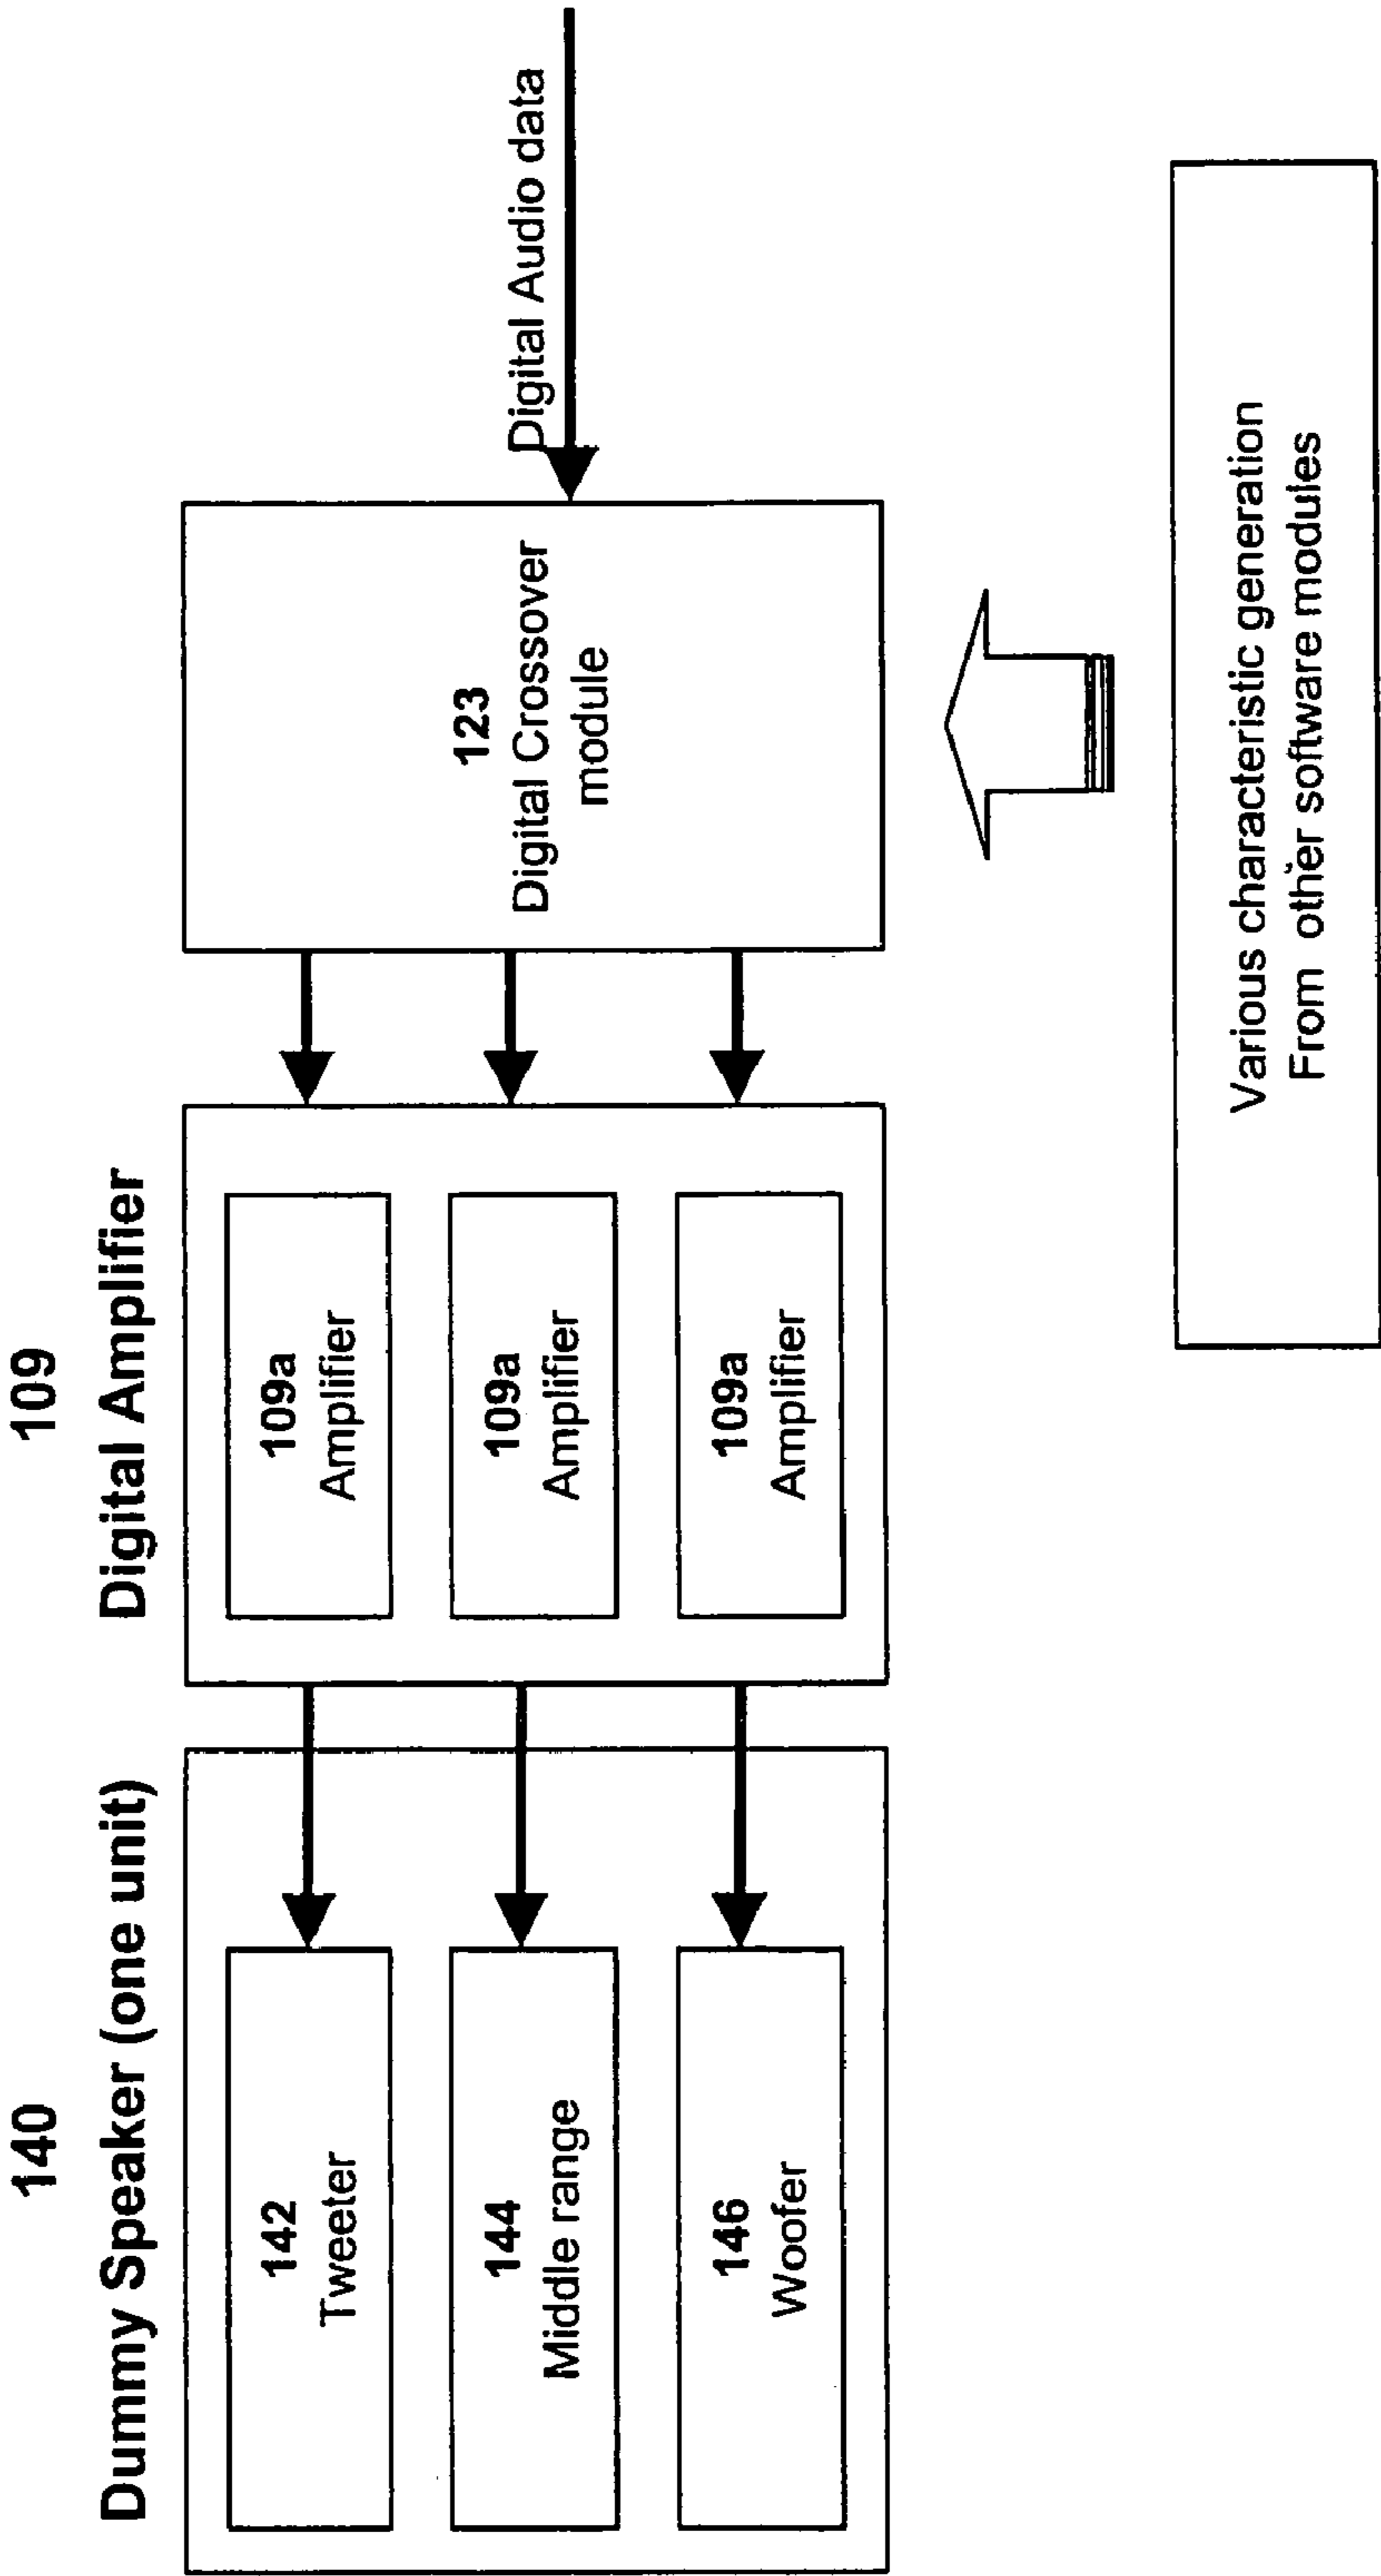 140
Dummy Speaker (one unit)
142
Tweeter
144
Middle range
146
Woofer
109
Digital Amplifier
109a
Amplifier
109a
Amplifier
109a
Amplifier
123
Digital Crossover
module
Digital Audio data
Various characteristic generation
From other software modules